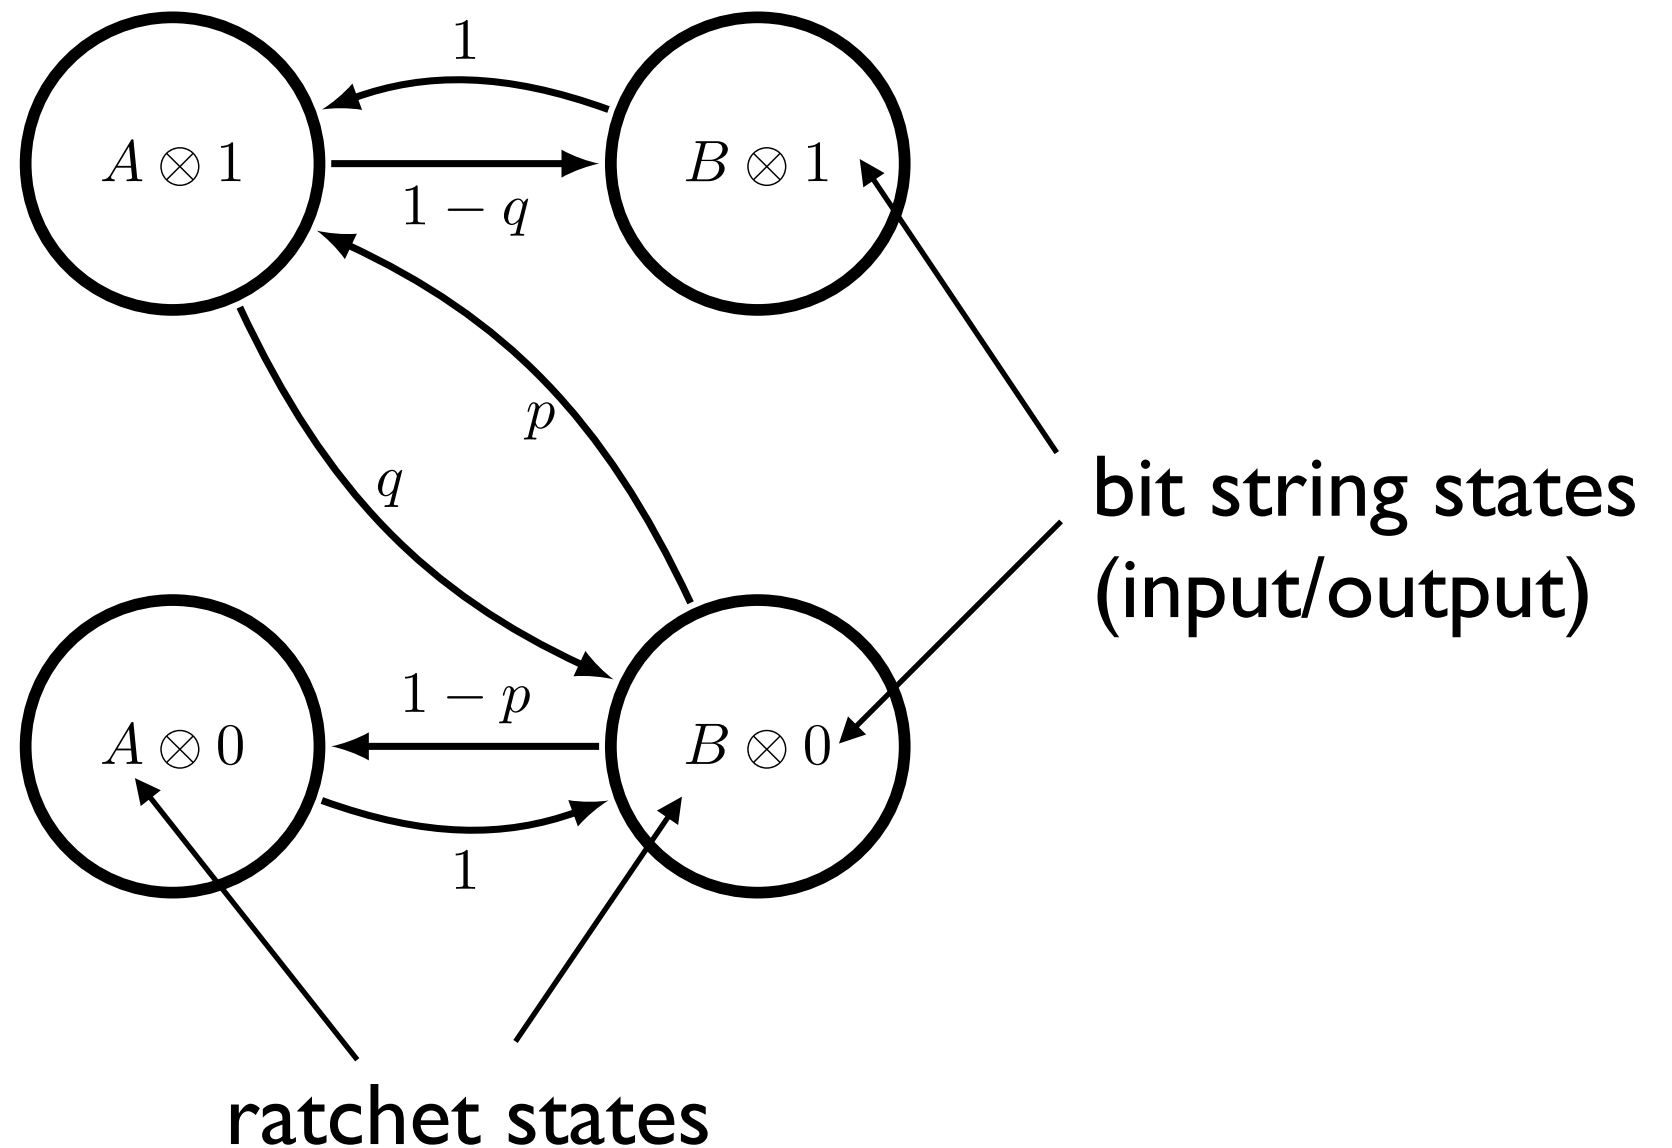 1
A ⊗ 1
B ⊗ 1
1 − q
p
q
bit string states
(input/output)
1 − p
A ⊗ 0
B ⊗ 0
1
ratchet states